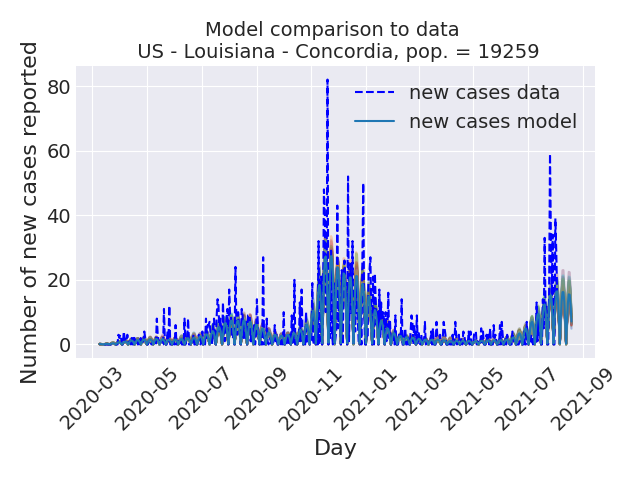 Model comparison to data
US - Louisiana - Concordia, pop. = 19259
Number of new cases reported
80
60
40
20
0
new cases data
new cases model
2020-03
2020-05
2020-07
2020-09
2020-11
2021-01
2021-03
2021-05
2021-07
2021-09
Day